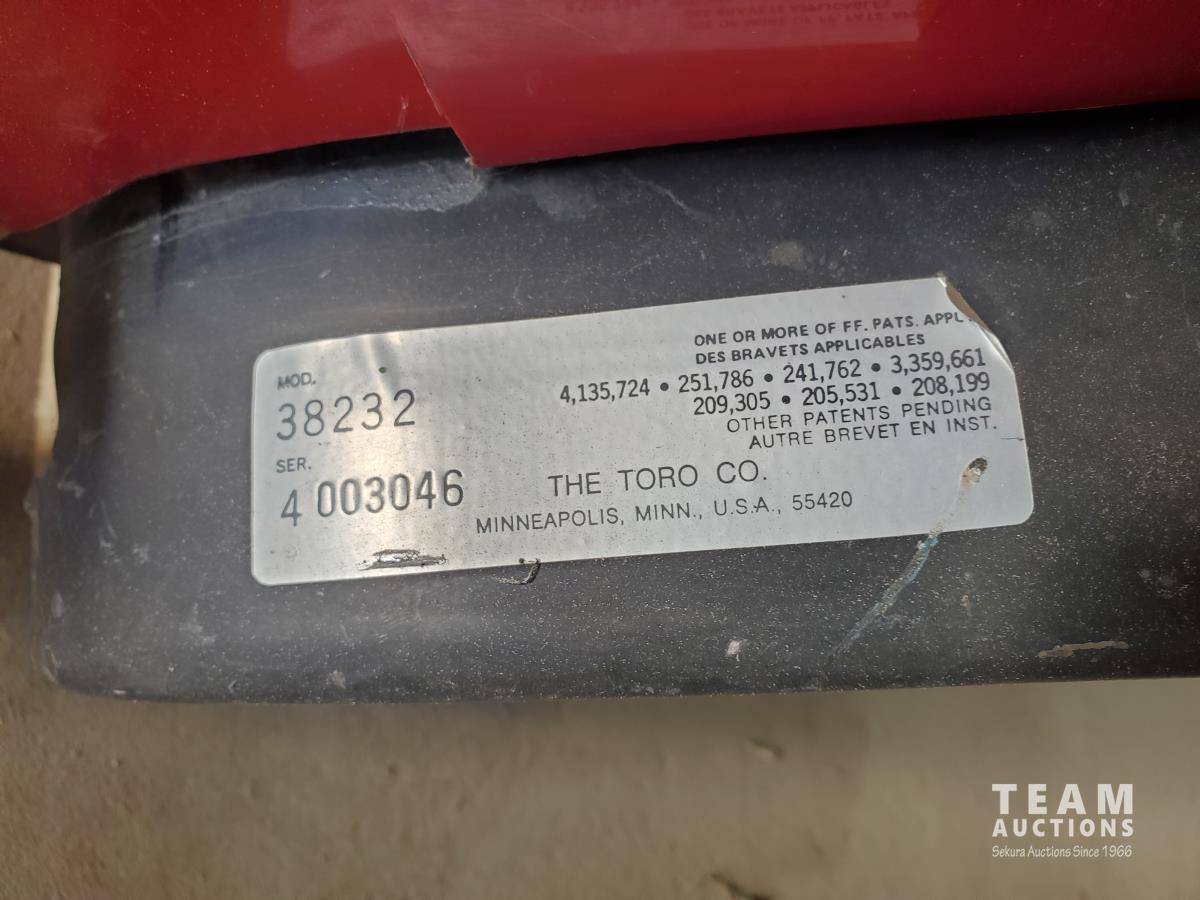 MOD.
38232
SER.
4 003046
ONE OR MORE OF FF. PATS. APPL.
DES BRAVETS APPLICABLES
4,135,724 • 251,786 • 241,762 • 3,359,661
209,305 • 205,531 • 208,199
OTHER PATENTS PENDING
AUTRE BREVET EN INST.
THE TORO CO.
MINNEAPOLIS, MINN., U.S.A., 55420
TEAM
AUCTIONS
Sekura Auctions Since 1966